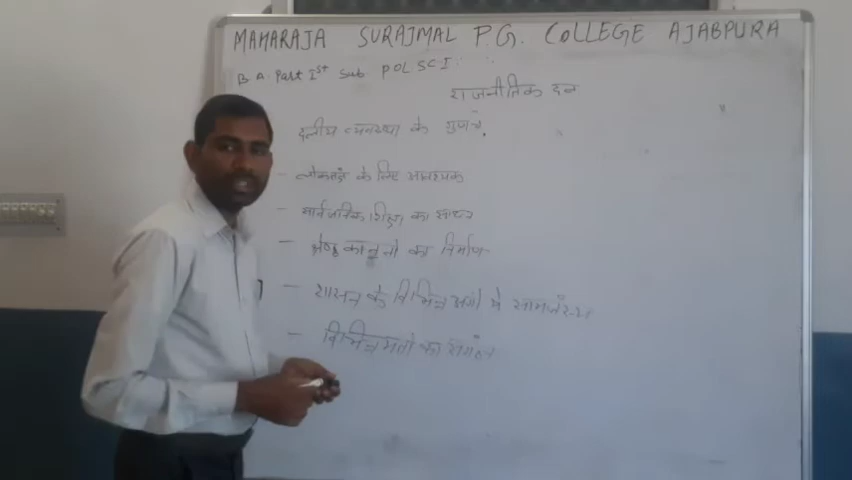 MAHARAJA SURAJMAL P.G. COLLEGE AJABPURA
B.A. Part Ist Sub POL SCI:
राजनीतिक दल
दलीय व्यवस्था के गुण
- लोकतंत्र के लिए आवश्यक
- सार्वजनिक शिक्षा का साधन
- श्रेष्ठ कानूनो का निर्माण
- शासन के विभिन्न अंगो मे सामजंस्य
- विभिन्न मतो का संगठन